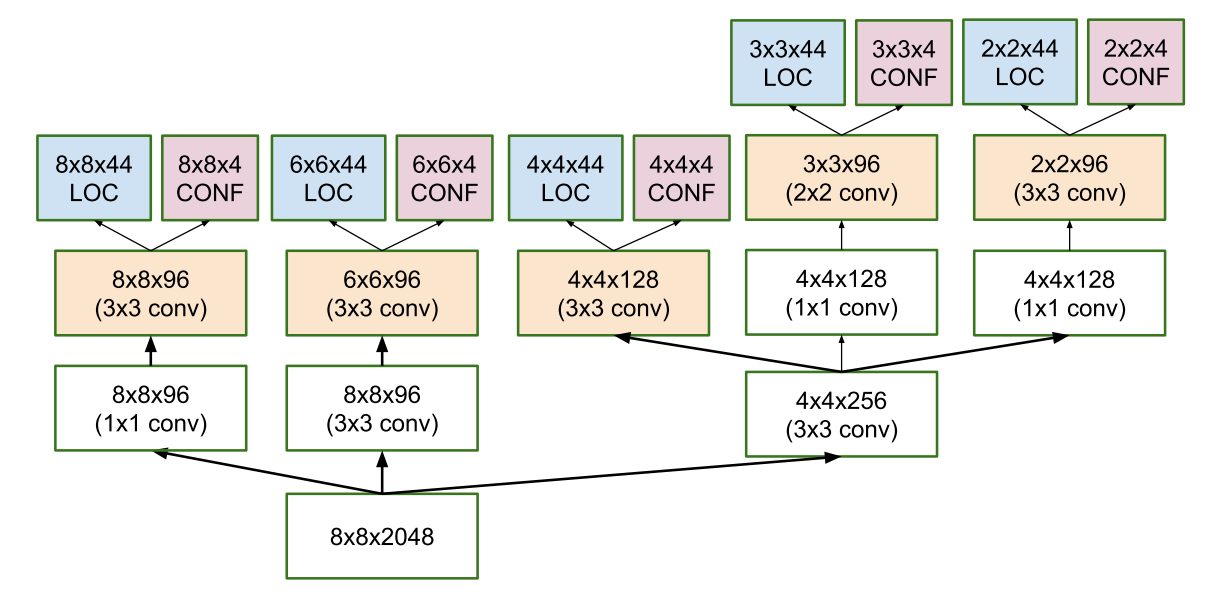 3x3x44
LOC
3x3x4
CONF
2x2x44
LOC
2x2x4
CONF
8x8x44
LOC
8x8x4
CONF
6x6x44
LOC
6x6x4
CONF
4x4x44
LOC
4x4x4
CONF
3x3x96
(2x2 conv)
2x2x96
(3x3 conv)
8x8x96
(3x3 conv)
6x6x96
(3x3 conv)
4x4x128
(3x3 conv)
4x4x128
(1x1 conv)
4x4x128
(1x1 conv)
8x8x96
(1x1 conv)
8x8x96
(3x3 conv)
4x4x256
(3x3 conv)
8x8x2048